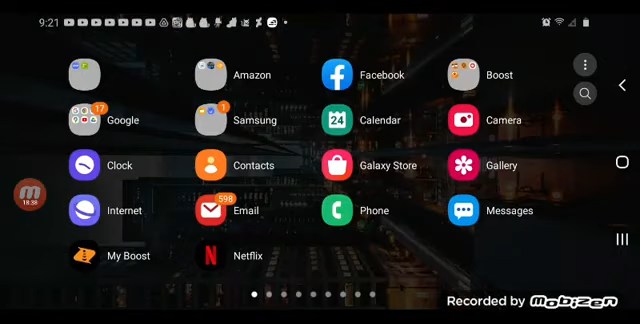 9:21
Amazon
Facebook
Boost
17
Google
1
Samsung
24
Calendar
Camera
Clock
Contacts
Galaxy Store
Gallery
18:38
Internet
598
Email
Phone
Messages
My Boost
Netflix
Recorded by Mobizen